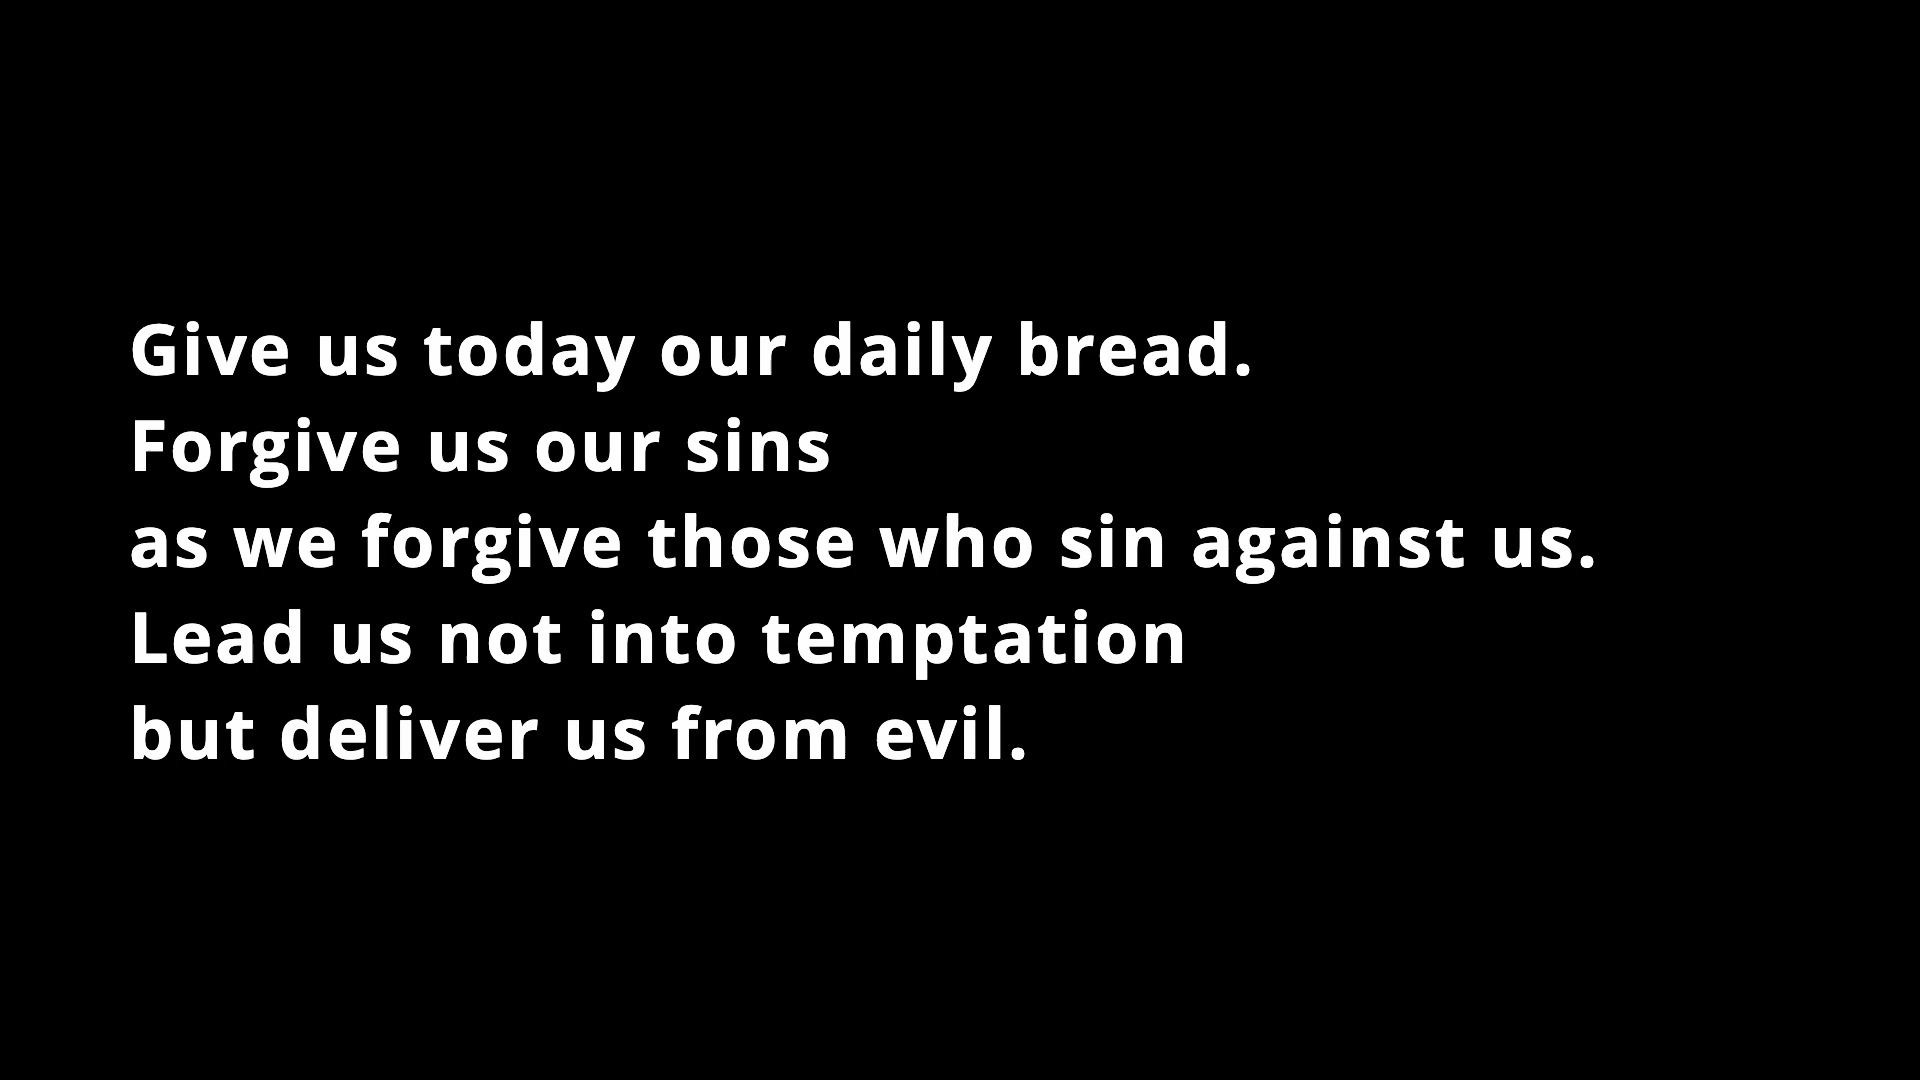 Give us today our daily bread.
Forgive us our sins
as we forgive those who sin against us.
Lead us not into temptation
but deliver us from evil.